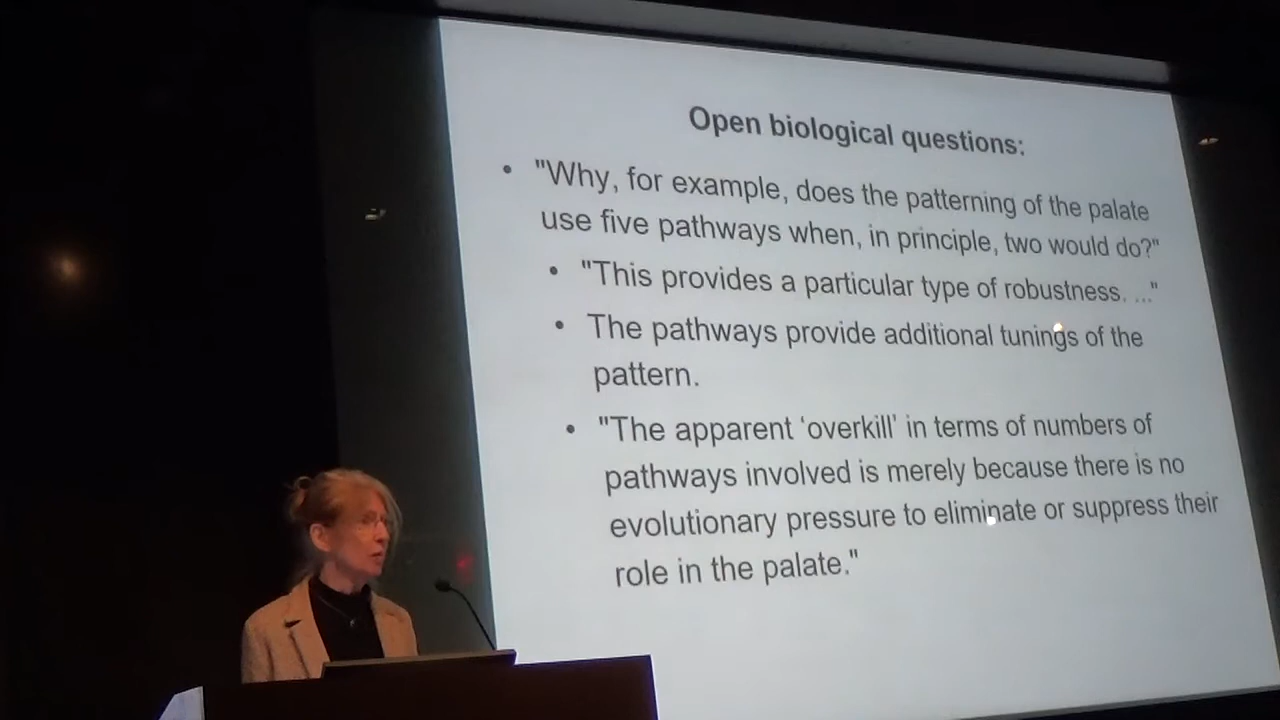 Open biological questions:
• "Why, for example, does the patterning of the palate
use five pathways when, in principle, two would do?"
• "This provides a particular type of robustness. ..."
• The pathways provide additional tunings of the
pattern.
• "The apparent ‘overkill’ in terms of numbers of
pathways involved is merely because there is no
evolutionary pressure to eliminate or suppress their
role in the palate."